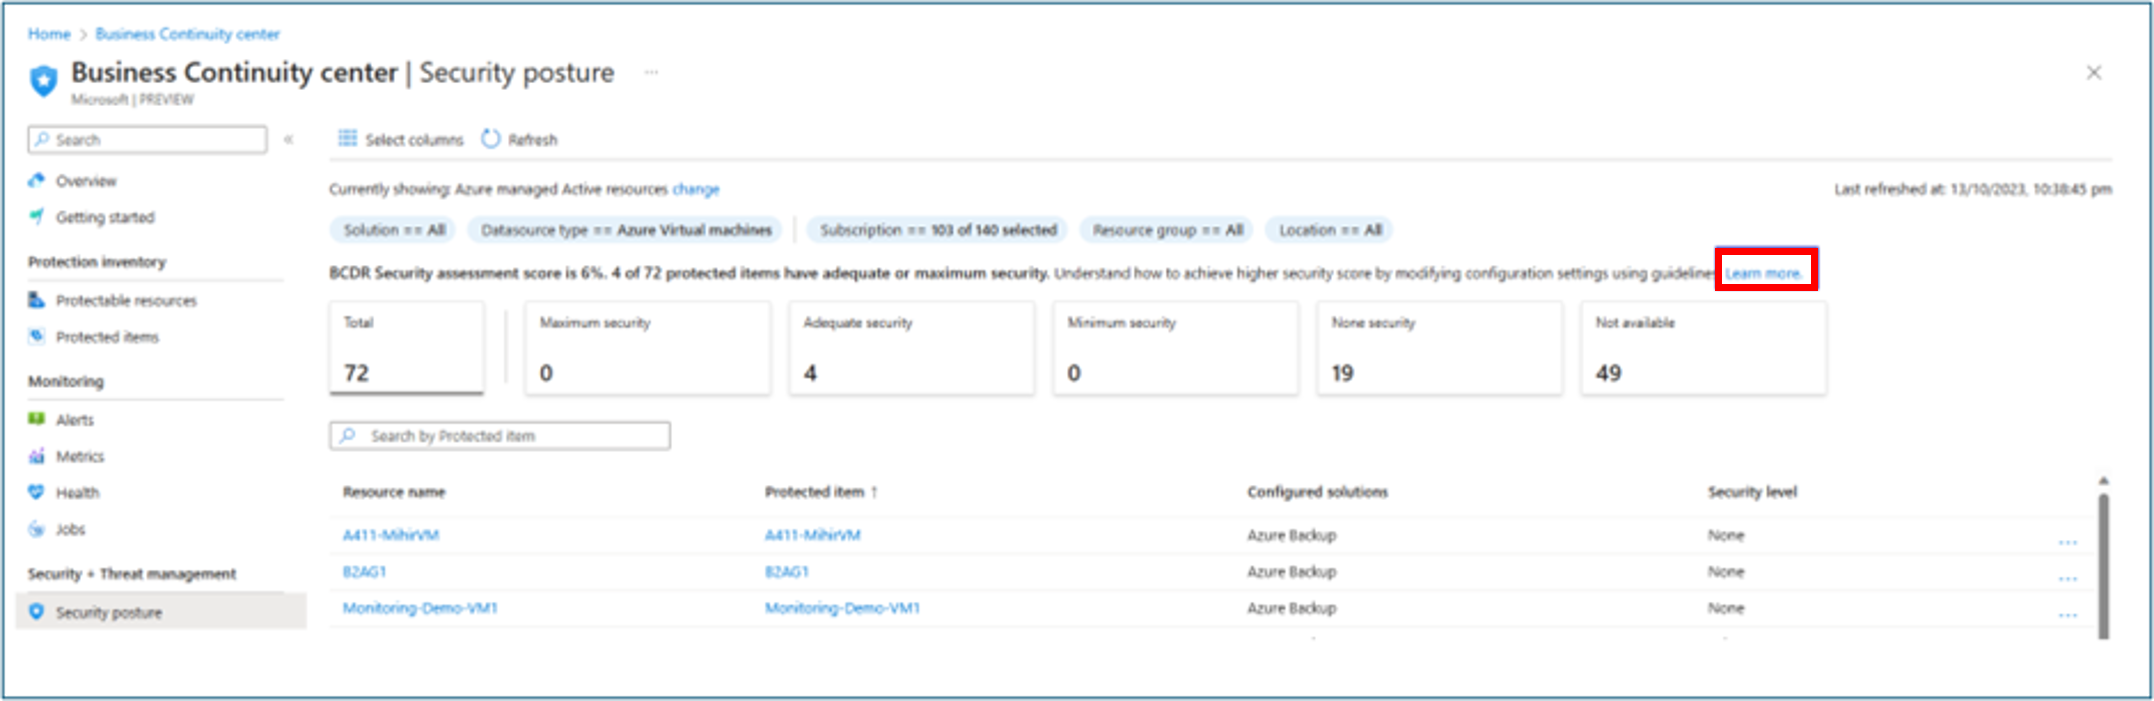 Home > Business Continuity center
Business Continuity center | Security posture ...
Microsoft | PREVIEW
Search «
Overview
Getting started
Protection inventory
Protectable resources
Protected items
Monitoring
Alerts
Metrics
Health
Jobs
Security + Threat management
Security posture
Select columns Refresh
Currently showing: Azure managed Active resources change
Last refreshed at: 13/10/2023, 10:38:45 pm
Solution == All Datasource type == Azure Virtual machines Subscription == 103 of 140 selected Resource group == All Location == All
BCDR Security assessment score is 6%. 4 of 72 protected items have adequate or maximum security. Understand how to achieve higher security score by modifying configuration settings using guideline Learn more.
Total Maximum security Adequate security Minimum security None security Not available
72 0 4 0 19 49
Search by Protected item
Resource name Protected item ↑ Configured solutions Security level
A411-MihirVM A411-MihirVM Azure Backup None ...
B2AG1 B2AG1 Azure Backup None ...
Monitoring-Demo-VM1 Monitoring-Demo-VM1 Azure Backup None ...